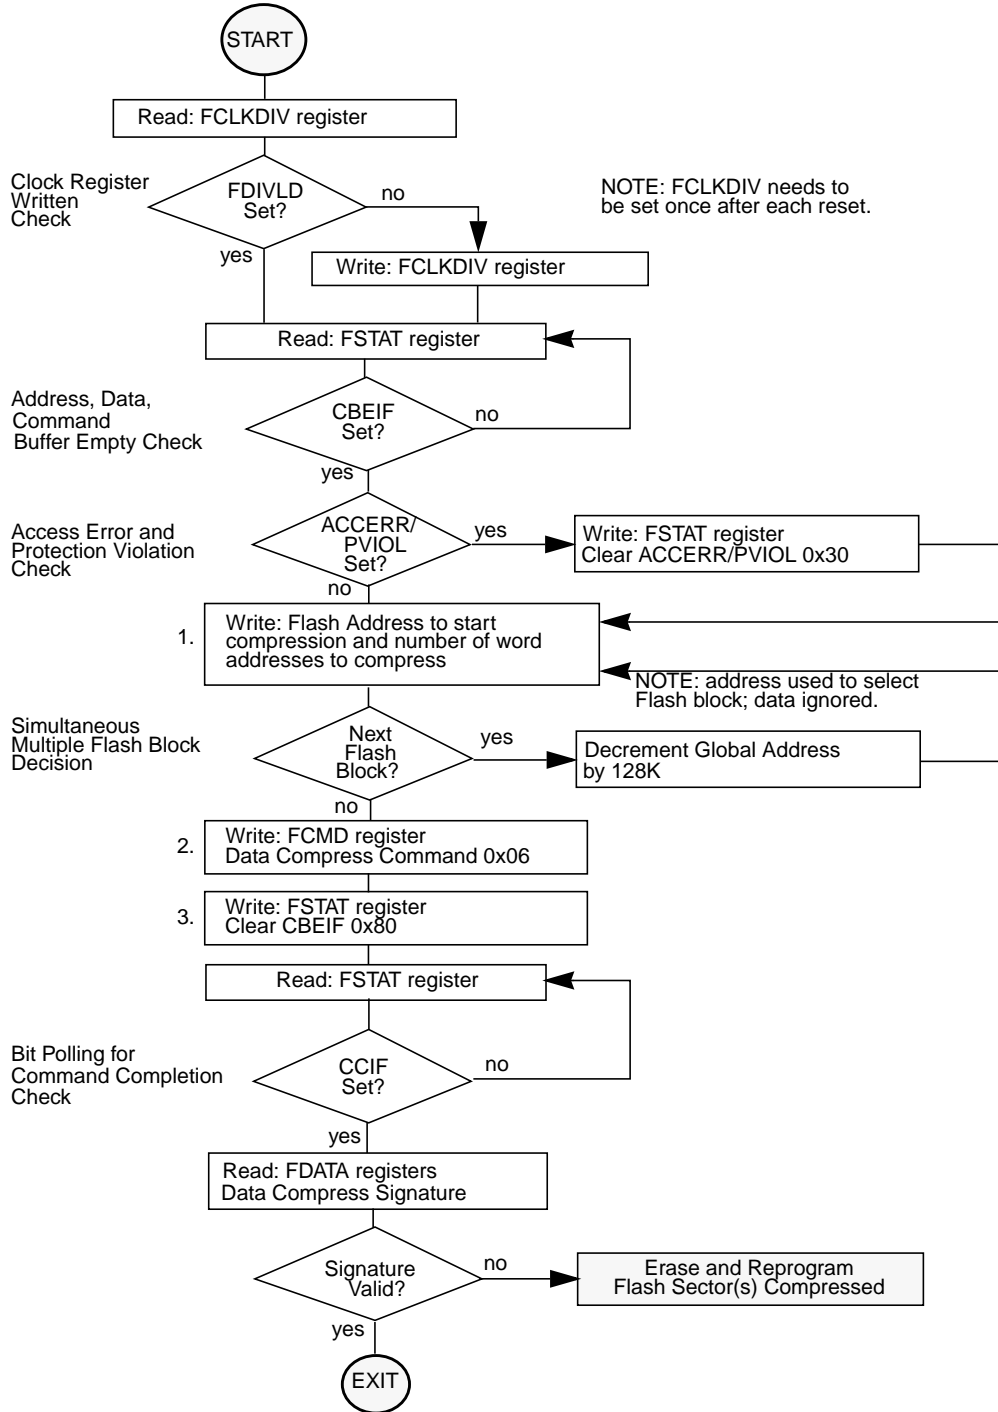 START
Read: FCLKDIV register
Clock Register
Written
Check
FDIVLD
Set?
no
NOTE: FCLKDIV needs to
be set once after each reset.
yes
Write: FCLKDIV register
Read: FSTAT register
Address, Data,
Command
Buffer Empty Check
CBEIF
Set?
no
yes
Access Error and
Protection Violation
Check
ACCERR/
PVIOL
Set?
yes
Write: FSTAT register
Clear ACCERR/PVIOL 0x30
no
1.
Write: Flash Address to start
compression and number of word
addresses to compress
NOTE: address used to select
Flash block; data ignored.
Simultaneous
Multiple Flash Block
Decision
Next
Flash
Block?
yes
Decrement Global Address
by 128K
no
2.
Write: FCMD register
Data Compress Command 0x06
3.
Write: FSTAT register
Clear CBEIF 0x80
Read: FSTAT register
Bit Polling for
Command Completion
Check
CCIF
Set?
no
yes
Read: FDATA registers
Data Compress Signature
Signature
Valid?
no
Erase and Reprogram
Flash Sector(s) Compressed
yes
EXIT